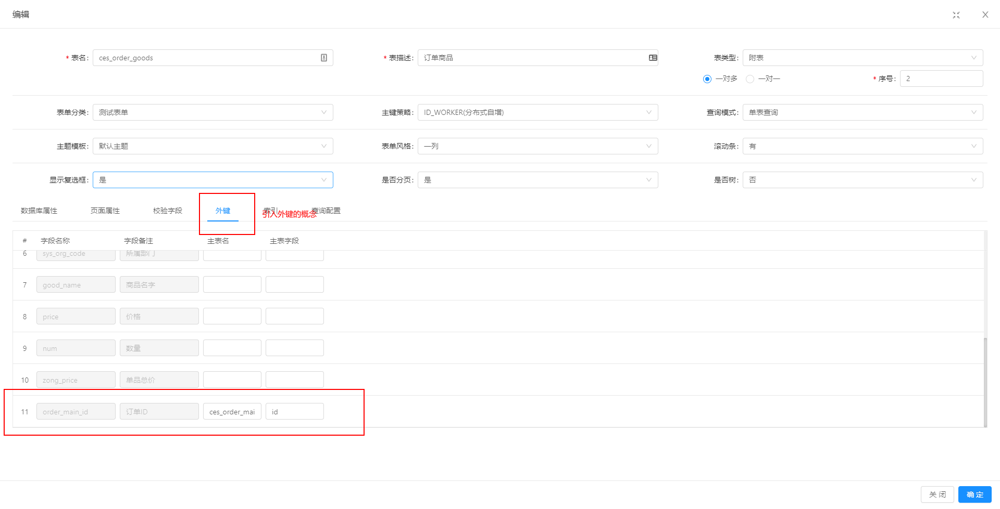 编辑
X
* 表名: ces_order_goods * 表描述: 订单商品 表类型: 附表
一对多 一对一 * 序号: 2
表单分类: 测试表单 主键策略: ID_WORKER(分布式自增) 查询模式: 单表查询
主题模板: 默认主题 表单风格: 一列 滚动条: 有
显示复选框: 是 是否分页: 是 是否树: 否
数据库属性 页面属性 校验字段 外键 索引 查询配置
引入外键的概念
# 字段名称 字段备注 主表名 主表字段
6 sys_org_code 所属部门
7 good_name 商品名字
8 price 价格
9 num 数量
10 zong_price 单品总价
11 order_main_id 订单ID ces_order_mai id
关 闭 确 定